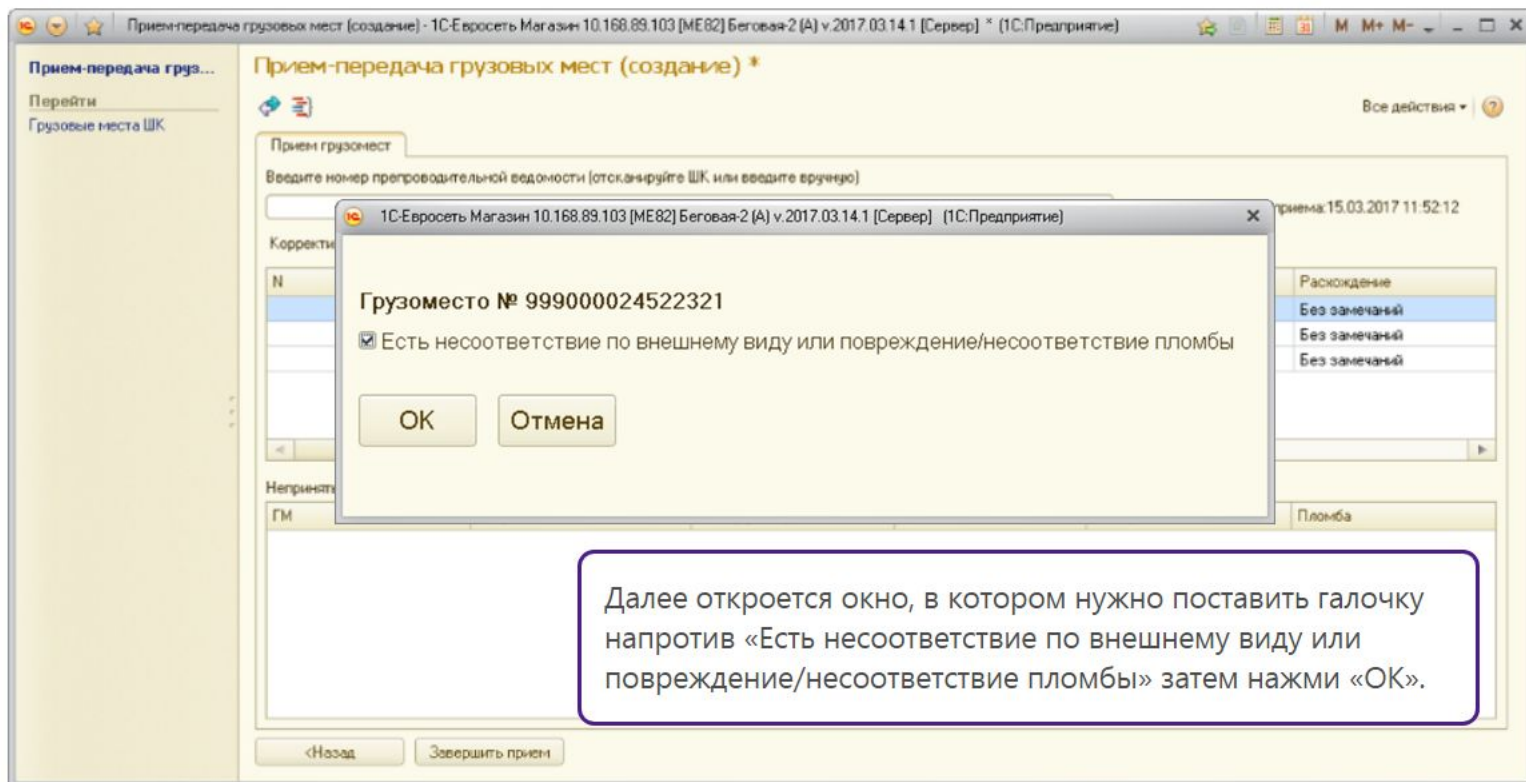 Прием-передача грузовых мест (создание) - 1С-Евросеть Магазин 10.168.89.103 [ME82] Беговая-2 (А) v.2017.03.14.1 [Сервер] * (1С:Предприятие)
M M+ M-
Прием-передача груз...
Перейти
Грузовые места ШК
Прием-передача грузовых мест (создание) *
Все действия
Прием грузомест
Введите номер препроводительной ведомости (отсканируйте ШК или введите вручную)
приема:15.03.2017 11:52:12
Корректи
N
Расхождение
Без замечаний
Без замечаний
Без замечаний
1С-Евросеть Магазин 10.168.89.103 [ME82] Беговая-2 (А) v.2017.03.14.1 [Сервер] (1С:Предприятие)
Грузоместо № 999000024522321
Есть несоответствие по внешнему виду или повреждение/несоответствие пломбы
ОК
Отмена
Неприняты
ГМ
Пломба
Далее откроется окно, в котором нужно поставить галочку
напротив «Есть несоответствие по внешнему виду или
повреждение/несоответствие пломбы» затем нажми «ОК».
<Назад
Завершить прием